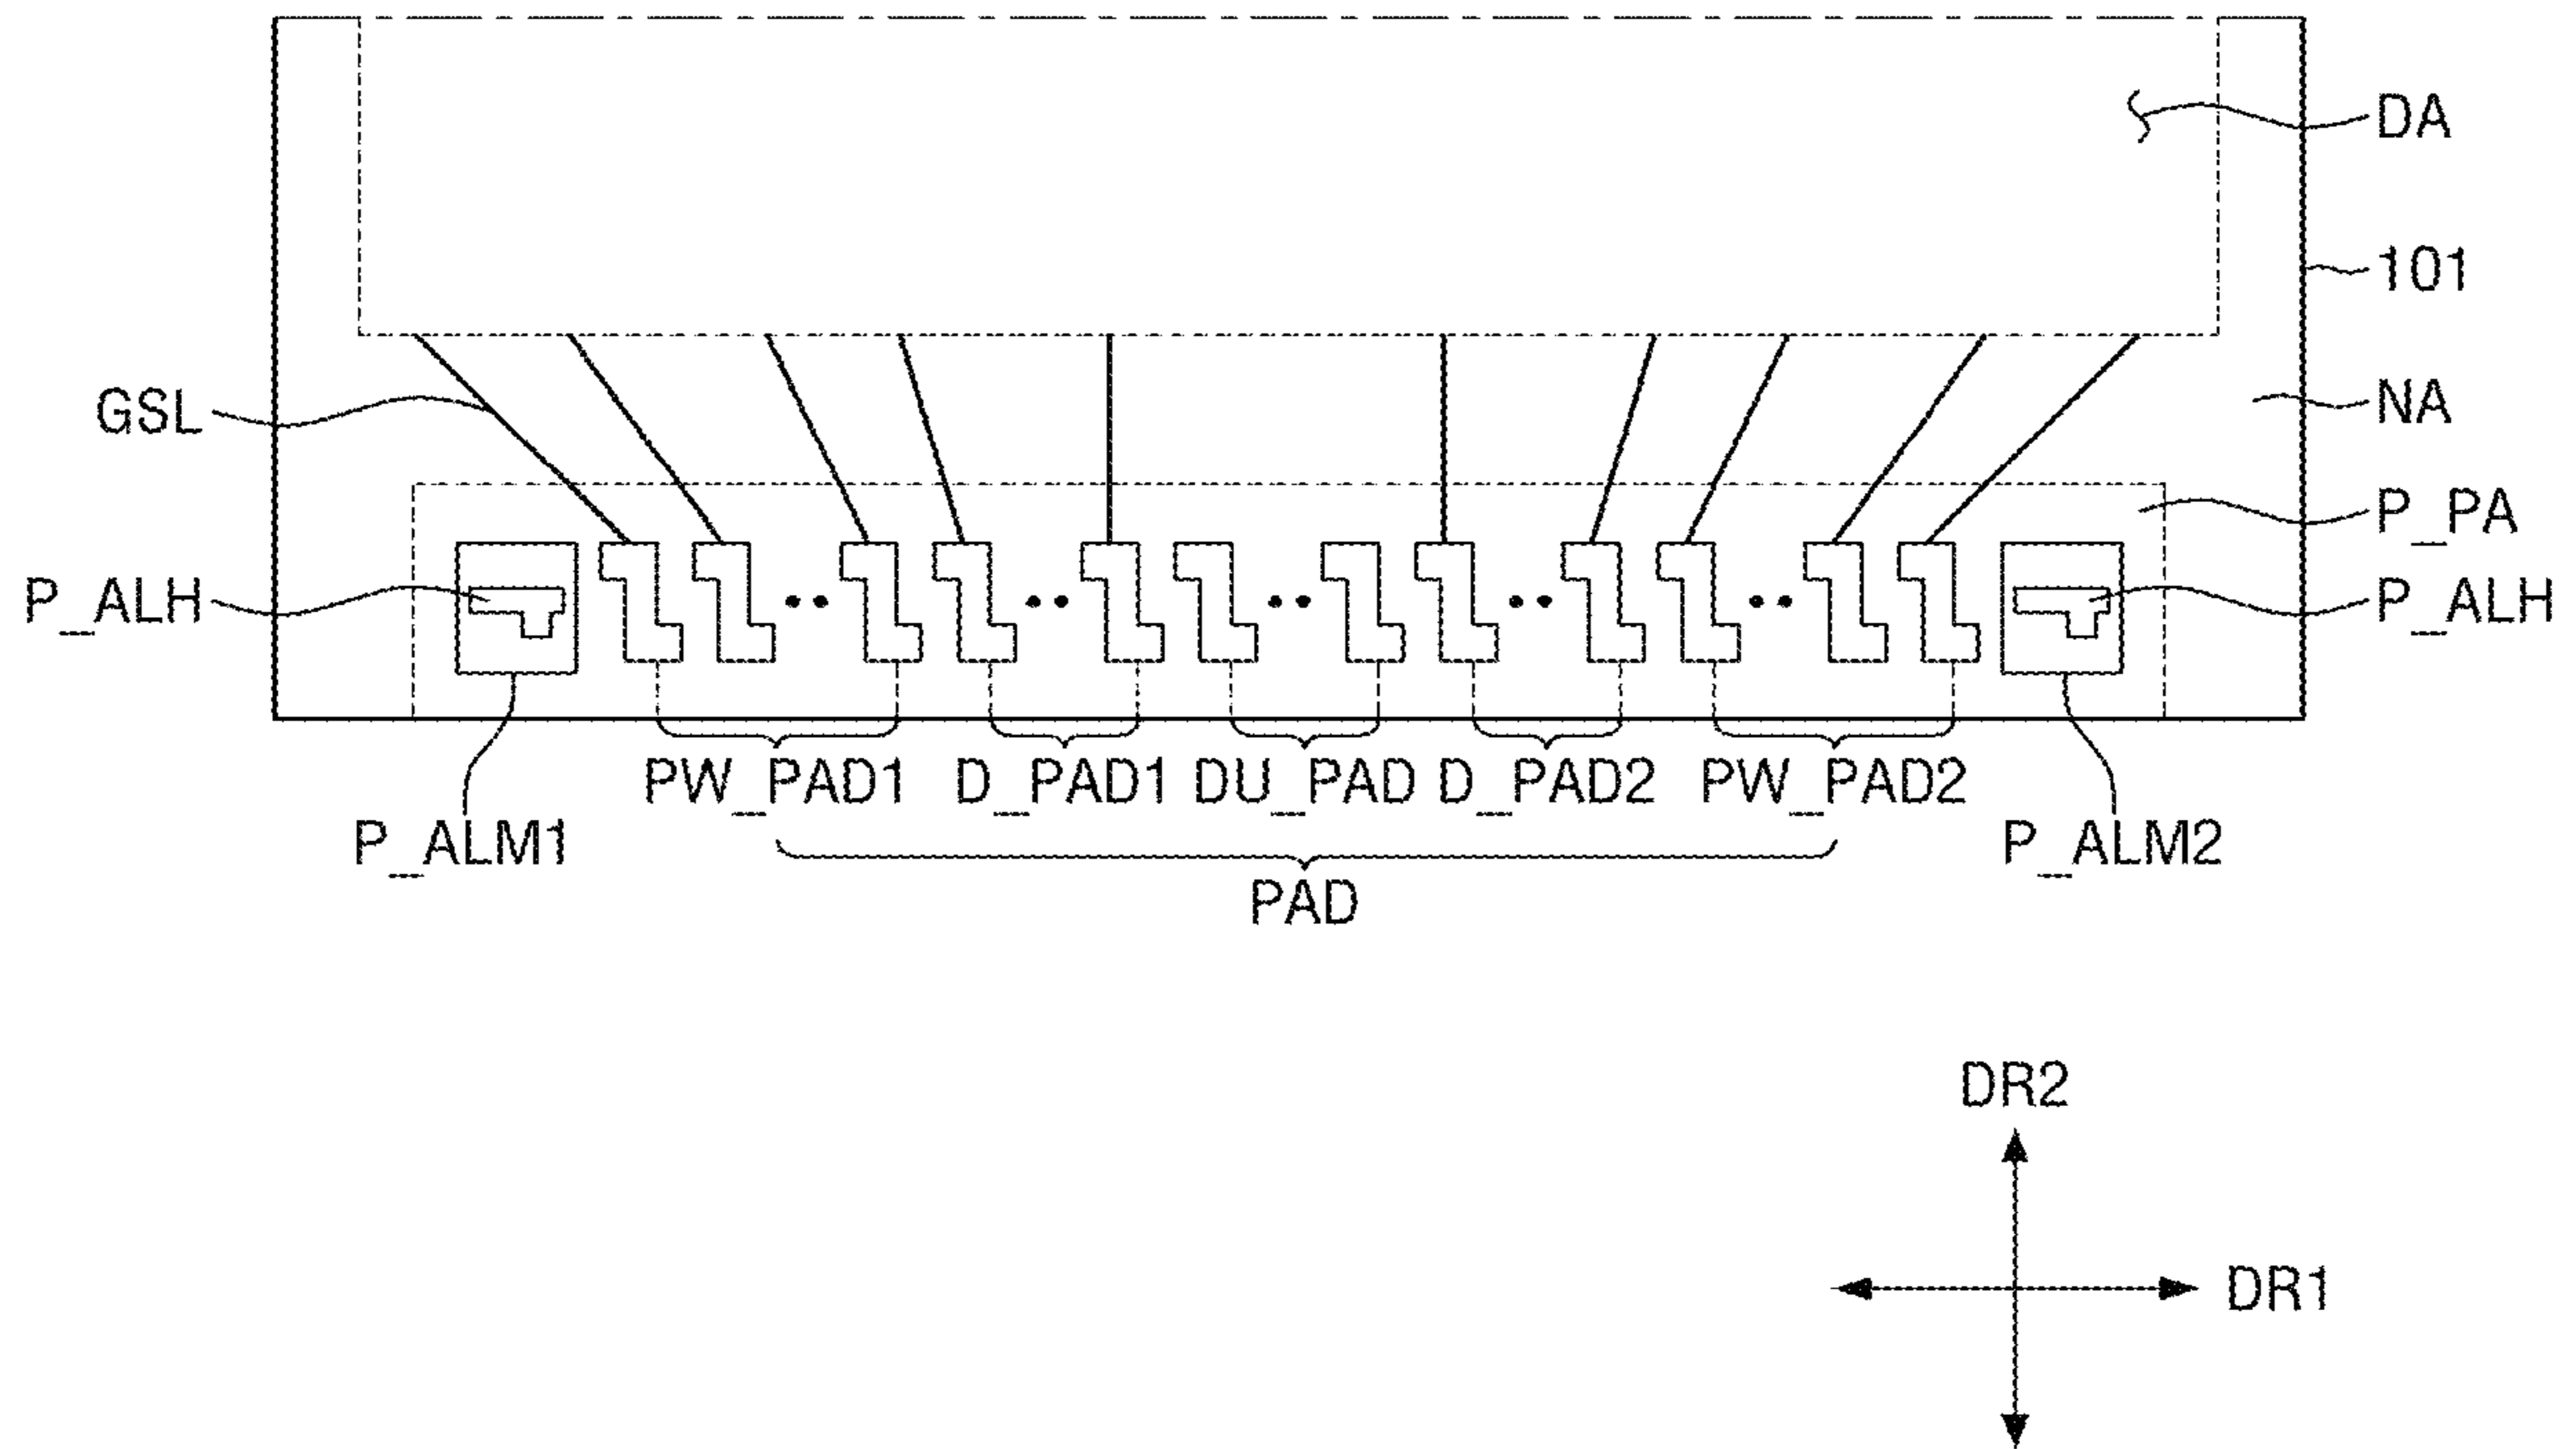 DA
101
GSL
NA
P_PA
P_ALH
P_ALH
PW_PAD1 D_PAD1 DU_PAD D_PAD2 PW_PAD2
P_ALM1
P_ALM2
PAD
DR2
DR1